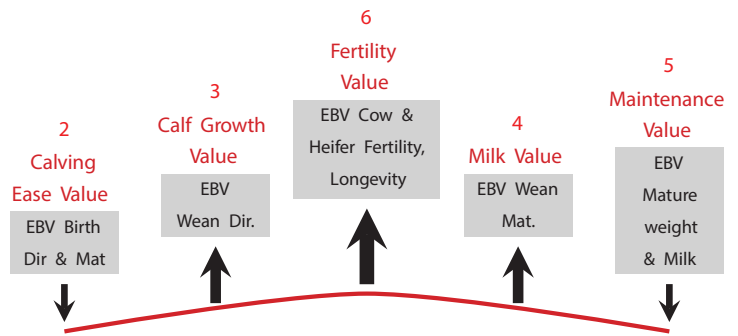 2
Calving
Ease Value
EBV Birth
Dir & Mat
3
Calf Growth
Value
EBV
Wean Dir.
6
Fertility
Value
EBV Cow &
Heifer Fertility,
Longevity
4
Milk Value
EBV Wean
Mat.
5
Maintenance
Value
EBV
Mature
weight
& Milk